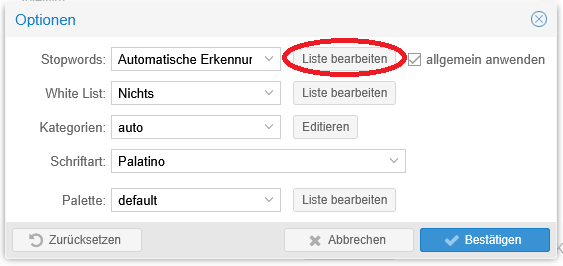 Optionen
Stopwords: Automatische Erkennur Liste bearbeiten allgemein anwenden
White List: Nichts Liste bearbeiten
Kategorien: auto Editieren
Schriftart: Palatino
Palette: default Liste bearbeiten
Zurücksetzen Abbrechen Bestätigen